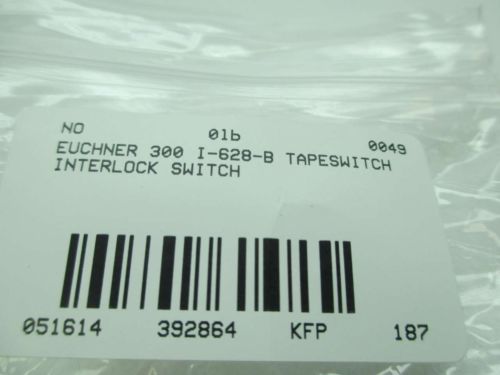 NO 01b 0049
EUCHNER 300 I-628-B TAPESWITCH
INTERLOCK SWITCH
051614 392864 KFP 187